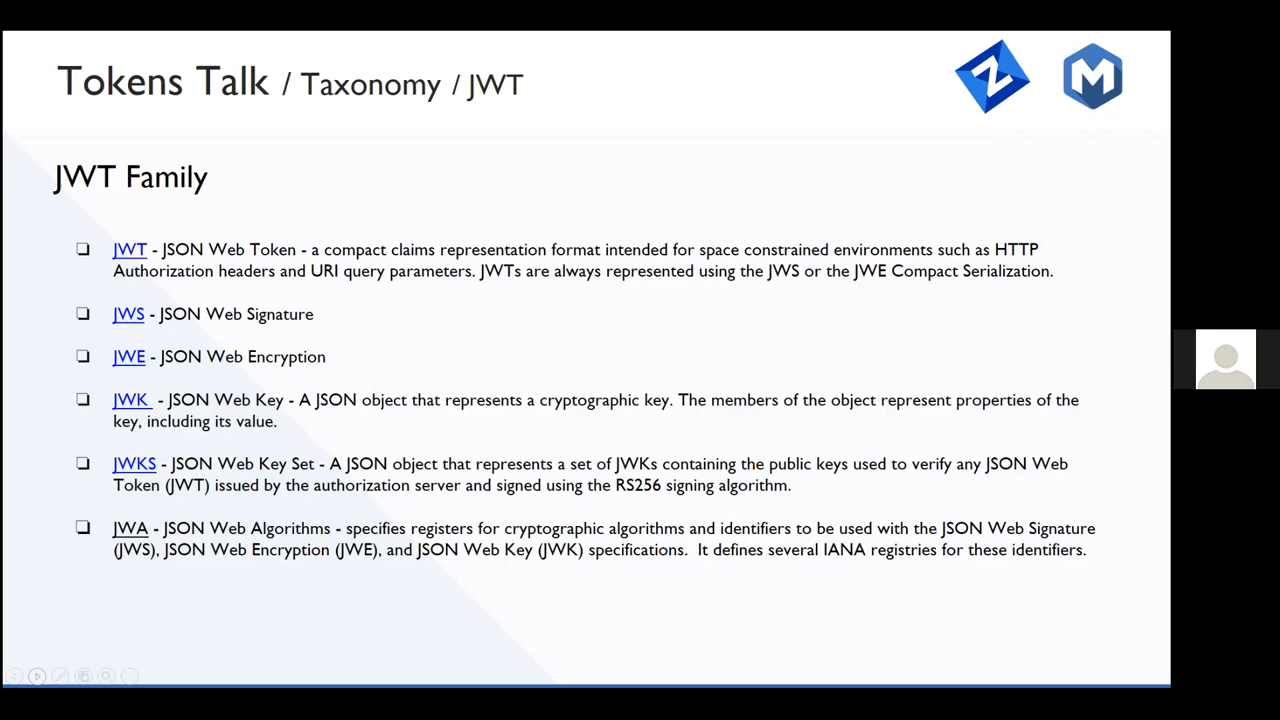 Tokens Talk / Taxonomy / JWT
Z M
JWT Family
JWT - JSON Web Token - a compact claims representation format intended for space constrained environments such as HTTP
Authorization headers and URI query parameters. JWTs are always represented using the JWS or the JWE Compact Serialization.
JWS - JSON Web Signature
JWE - JSON Web Encryption
JWK - JSON Web Key - A JSON object that represents a cryptographic key. The members of the object represent properties of the
key, including its value.
JWKS - JSON Web Key Set - A JSON object that represents a set of JWKs containing the public keys used to verify any JSON Web
Token (JWT) issued by the authorization server and signed using the RS256 signing algorithm.
JWA - JSON Web Algorithms - specifies registers for cryptographic algorithms and identifiers to be used with the JSON Web Signature
(JWS), JSON Web Encryption (JWE), and JSON Web Key (JWK) specifications. It defines several IANA registries for these identifiers.